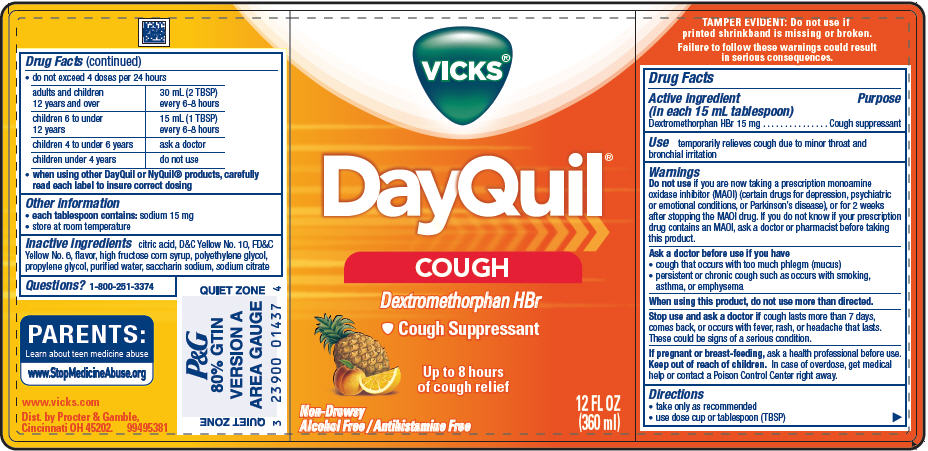 Drug Facts (continued)
• do not exceed 4 doses per 24 hours
adults and children 12 years and over
30 mL (2 TBSP) every 6-8 hours
children 6 to under 12 years
15 mL (1 TBSP) every 6-8 hours
children 4 to under 6 years
ask a doctor
children under 4 years
do not use
• when using other DayQuil or NyQuil® products, carefully
read each label to insure correct dosing
Other information
• each tablespoon contains: sodium 15 mg
• store at room temperature
Inactive ingredients citric acid, D&C Yellow No. 10, FD&C
Yellow No. 6, flavor, high fructose corn syrup, polyethylene glycol,
propylene glycol, purified water, saccharin sodium, sodium citrate
Questions? 1-800-251-3374
PARENTS:
Learn about teen medicine abuse
www.StopMedicineAbuse.org
www.vicks.com
Dist. by Procter & Gamble,
Cincinnati OH 45202. 99495381
QUIET ZONE
P&G
80% GTIN
VERSION A
AREA GAUGE
3 23900 01437 4
QUIET ZONE
VICKS®
DayQuil®
COUGH
Dextromethorphan HBr
Cough Suppressant
Up to 8 hours
of cough relief
Non-Drowsy
Alcohol Free / Antihistamine Free
12 FL OZ
(360 ml)
TAMPER EVIDENT: Do not use if
printed shrinkband is missing or broken.
Failure to follow these warnings could result
in serious consequences.
Drug Facts
Active ingredient Purpose
(in each 15 mL tablespoon)
Dextromethorphan HBr 15 mg . . . . . . . . . . . . . . . Cough suppressant
Use temporarily relieves cough due to minor throat and
bronchial irritation
Warnings
Do not use if you are now taking a prescription monoamine
oxidase inhibitor (MAOI) (certain drugs for depression, psychiatric
or emotional conditions, or Parkinson's disease), or for 2 weeks
after stopping the MAOI drug. If you do not know if your prescription
drug contains an MAOI, ask a doctor or pharmacist before taking
this product.
Ask a doctor before use if you have
• cough that occurs with too much phlegm (mucus)
• persistent or chronic cough such as occurs with smoking,
asthma, or emphysema
When using this product, do not use more than directed.
Stop use and ask a doctor if cough lasts more than 7 days,
comes back, or occurs with fever, rash, or headache that lasts.
These could be signs of a serious condition.
If pregnant or breast-feeding, ask a health professional before use.
Keep out of reach of children. In case of overdose, get medical
help or contact a Poison Control Center right away.
Directions
• take only as recommended
• use dose cup or tablespoon (TBSP)